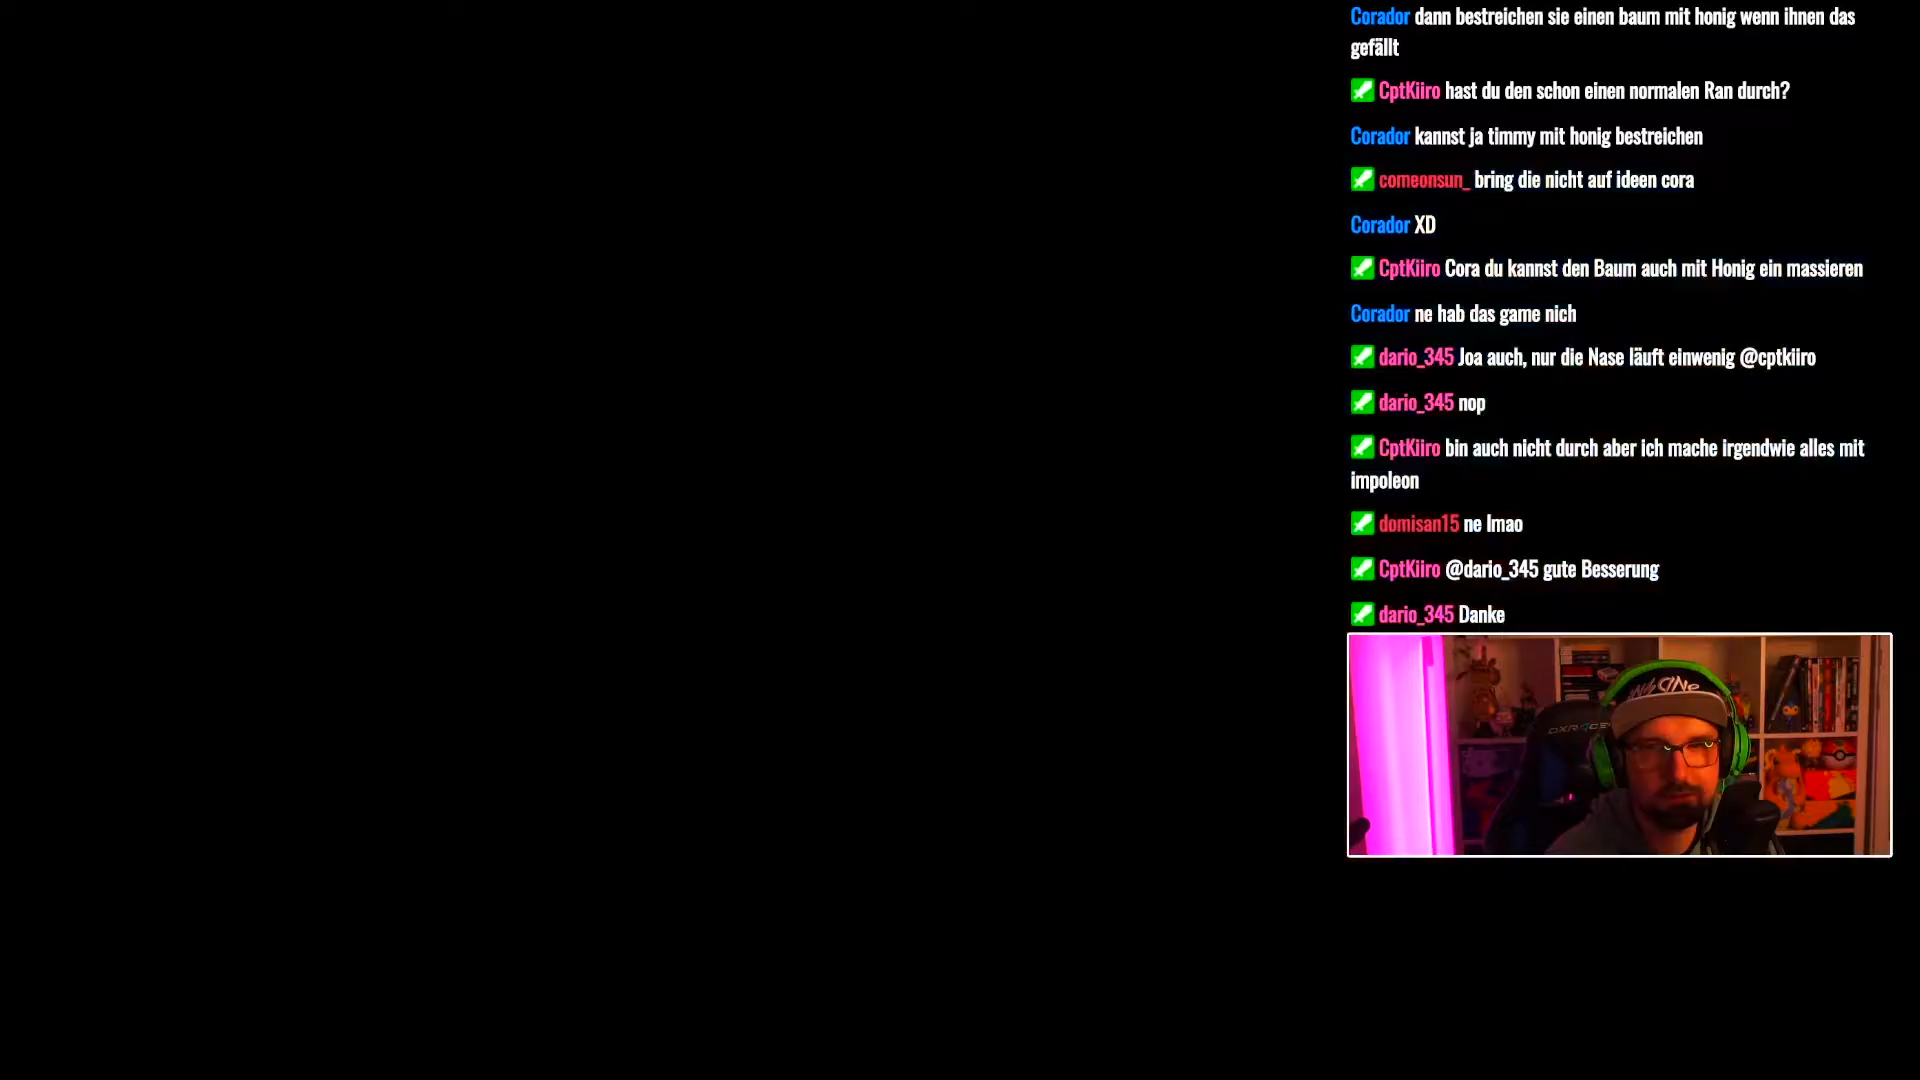 Corador dann bestreichen sie einen baum mit honig wenn ihnen das
gefällt
CptKiiro hast du den schon einen normalen Ran durch?
Corador kannst ja timmy mit honig bestreichen
comeonsun_ bring die nicht auf ideen cora
Corador XD
CptKiiro Cora du kannst den Baum auch mit Honig ein massieren
Corador ne hab das game nich
dario_345 Joa auch, nur die Nase läuft einwenig @cptkiiro
dario_345 nop
CptKiiro bin auch nicht durch aber ich mache irgendwie alles mit
impoleon
domisan15 ne lmao
CptKiiro @dario_345 gute Besserung
dario_345 Danke